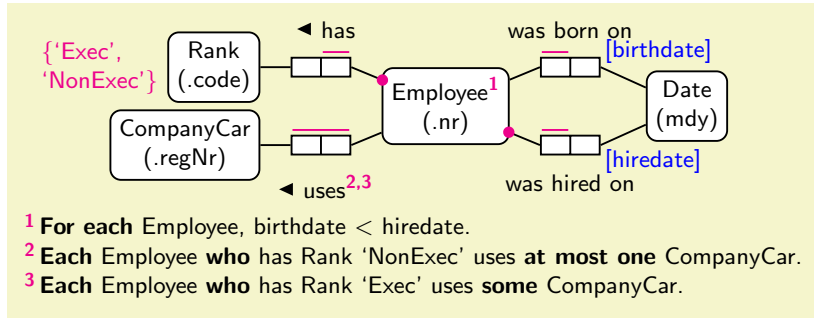 ◄ has
was born on
{‘Exec’,
‘NonExec’}
Rank
(.code)
[birthdate]
Employee1
(.nr)
Date
(mdy)
CompanyCar
(.regNr)
[hiredate]
◄ uses2,3
was hired on
1 For each Employee, birthdate < hiredate.
2 Each Employee who has Rank ‘NonExec’ uses at most one CompanyCar.
3 Each Employee who has Rank ‘Exec’ uses some CompanyCar.